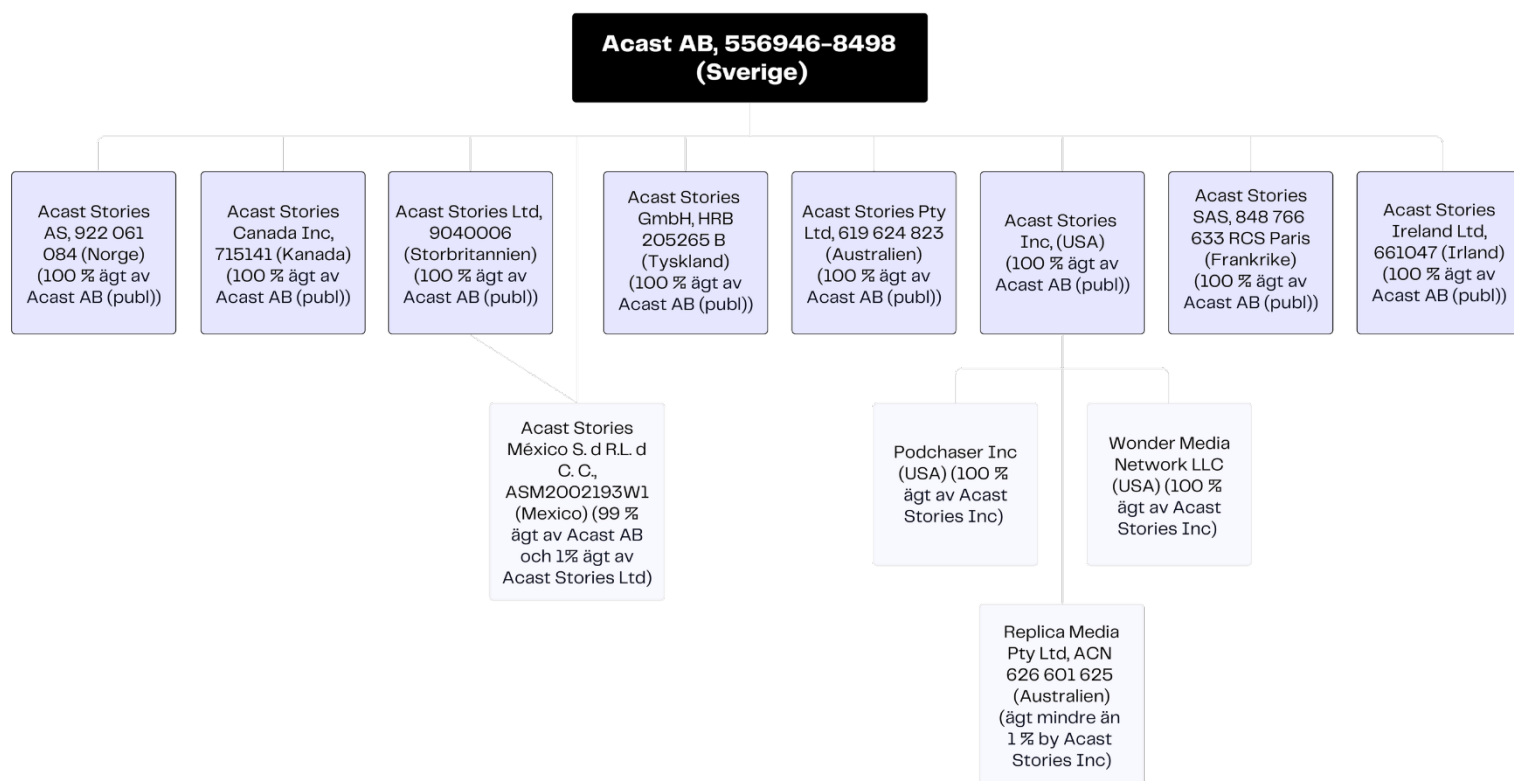 Acast AB, 556946-8498
(Sverige)
Acast Stories
AS, 922 061
084 (Norge)
(100 % ägt av
Acast AB (publ))
Acast Stories
Canada Inc,
715141 (Kanada)
(100 % ägt av
Acast AB (publ))
Acast Stories Ltd,
9040006
(Storbritannien)
(100 % ägt av
Acast AB (publ))
Acast Stories
GmbH, HRB
205265 B
(Tyskland)
(100 % ägt av
Acast AB (publ))
Acast Stories Pty
Ltd, 619 624 823
(Australien)
(100 % ägt av
Acast AB (publ))
Acast Stories
Inc, (USA)
(100 % ägt av
Acast AB (publ))
Acast Stories
SAS, 848 766
633 RCS Paris
(Frankrike)
(100 % ägt av
Acast AB (publ))
Acast Stories
Ireland Ltd,
661047 (Irland)
(100 % ägt av
Acast AB (publ))
Acast Stories
México S. d R.L. d
C. C.,
ASM2002193W1
(Mexico) (99 %
ägt av Acast AB
och 1% ägt av
Acast Stories Ltd)
Podchaser Inc
(USA) (100 %
ägt av Acast
Stories Inc)
Wonder Media
Network LLC
(USA) (100 %
ägt av Acast
Stories Inc)
Replica Media
Pty Ltd, ACN
626 601 625
(Australien)
(ägt mindre än
1 % by Acast
Stories Inc)